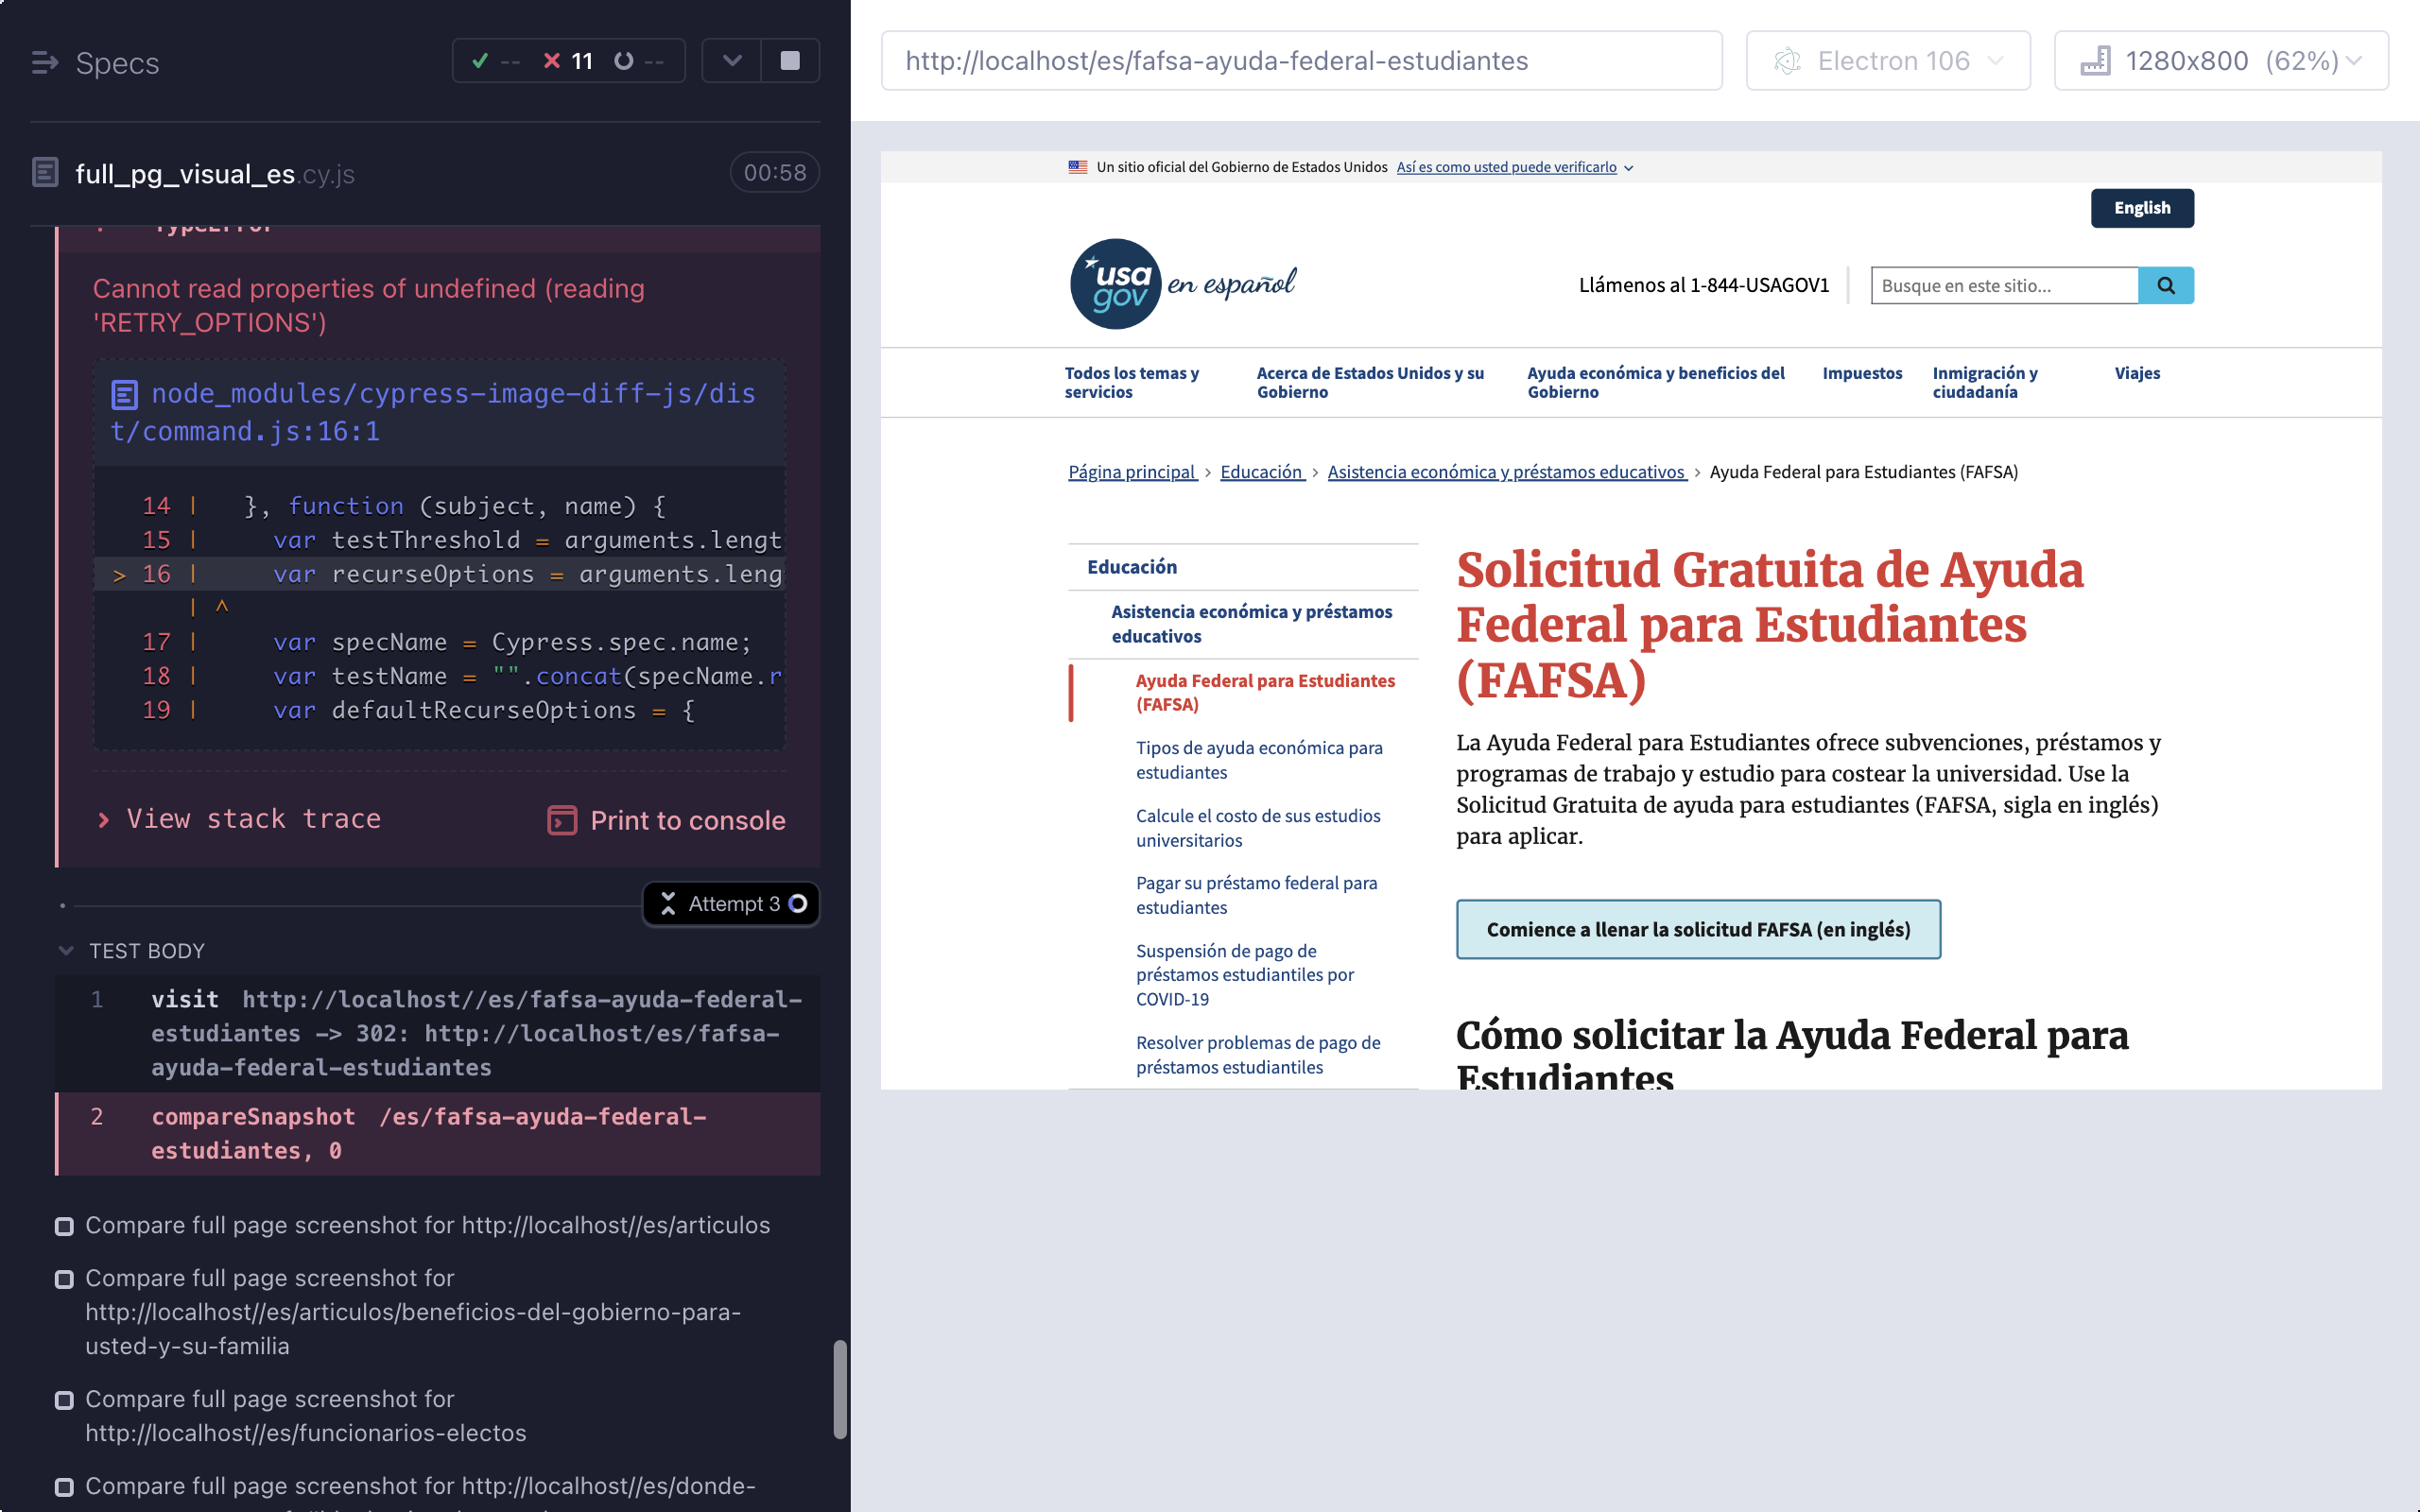 Specs
-- 11 --
full_pg_visual_es.cy.js
00:58
TypeError
Cannot read properties of undefined (reading
'RETRY_OPTIONS')
node_modules/cypress-image-diff-js/dis
t/command.js:16:1
14 | }, function (subject, name) {
15 | var testThreshold = arguments.lengt
> 16 | var recurseOptions = arguments.leng
| ^
17 | var specName = Cypress.spec.name;
18 | var testName = "".concat(specName.r
19 | var defaultRecurseOptions = {
View stack trace
Print to console
Attempt 3
TEST BODY
1 visit http://localhost//es/fafsa-ayuda-federal-
estudiantes -> 302: http://localhost/es/fafsa-
ayuda-federal-estudiantes
2 compareSnapshot /es/fafsa-ayuda-federal-
estudiantes, 0
Compare full page screenshot for http://localhost//es/articulos
Compare full page screenshot for
http://localhost//es/articulos/beneficios-del-gobierno-para-
usted-y-su-familia
Compare full page screenshot for
http://localhost//es/funcionarios-electos
Compare full page screenshot for http://localhost//es/donde-
http://localhost/es/fafsa-ayuda-federal-estudiantes
Electron 106
1280x800 (62%)
Un sitio oficial del Gobierno de Estados Unidos Así es como usted puede verificarlo
English
usa
gov
en español
Llámenos al 1-844-USAGOV1
Busque en este sitio...
Todos los temas y
servicios
Acerca de Estados Unidos y su
Gobierno
Ayuda económica y beneficios del
Gobierno
Impuestos
Inmigración y
ciudadanía
Viajes
Página principal › Educación › Asistencia económica y préstamos educativos › Ayuda Federal para Estudiantes (FAFSA)
Educación
Asistencia económica y préstamos
educativos
Ayuda Federal para Estudiantes
(FAFSA)
Tipos de ayuda económica para
estudiantes
Calcule el costo de sus estudios
universitarios
Pagar su préstamo federal para
estudiantes
Suspensión de pago de
préstamos estudiantiles por
COVID-19
Resolver problemas de pago de
préstamos estudiantiles
Solicitud Gratuita de Ayuda
Federal para Estudiantes
(FAFSA)
La Ayuda Federal para Estudiantes ofrece subvenciones, préstamos y
programas de trabajo y estudio para costear la universidad. Use la
Solicitud Gratuita de ayuda para estudiantes (FAFSA, sigla en inglés)
para aplicar.
Comience a llenar la solicitud FAFSA (en inglés)
Cómo solicitar la Ayuda Federal para
Estudiantes